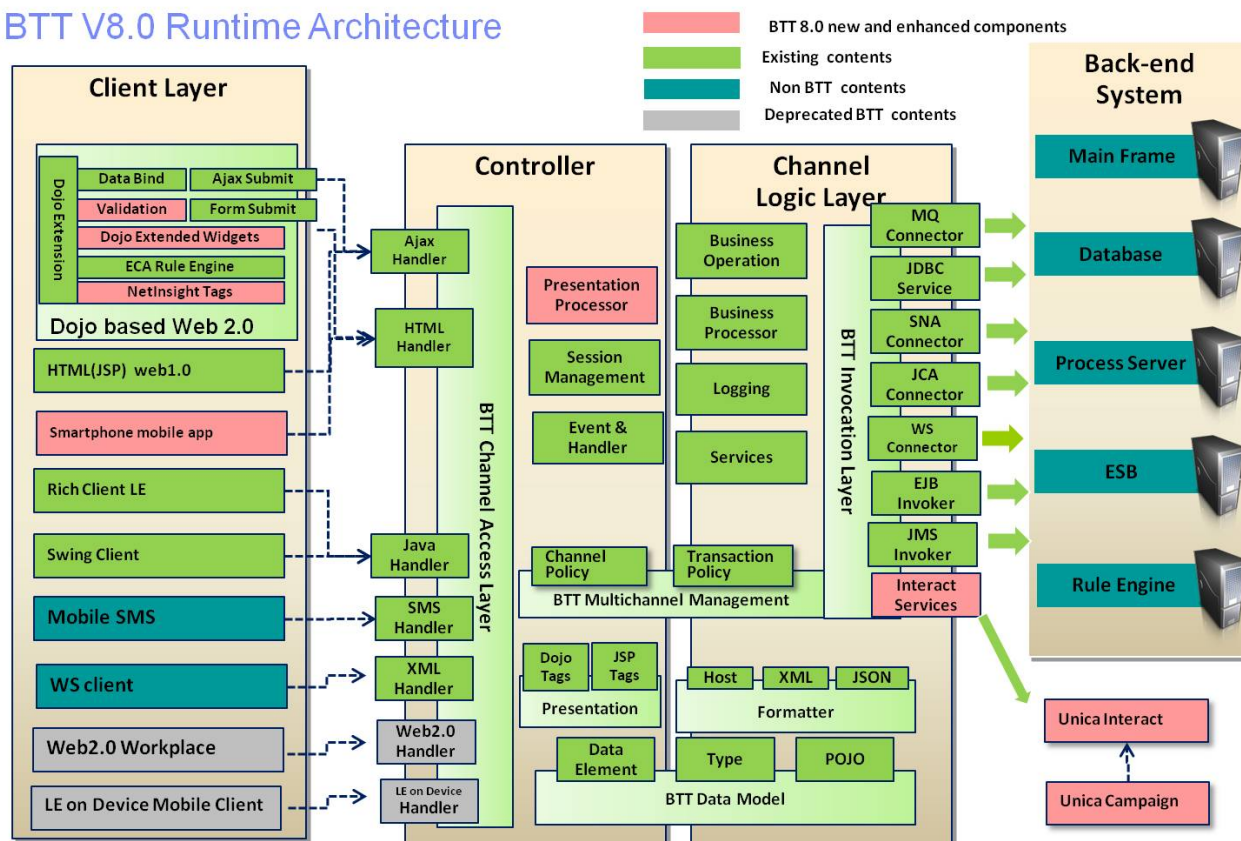 BTT V8.0 Runtime Architecture
BTT 8.0 new and enhanced components
Existing contents
Non BTT contents
Deprecated BTT contents
Client Layer
Dojo Extension
Data Bind
Ajax Submit
Validation
Form Submit
Dojo Extended Widgets
ECA Rule Engine
NetInsight Tags
Dojo based Web 2.0
HTML(JSP) web1.0
Smartphone mobile app
Rich Client LE
Swing Client
Mobile SMS
WS client
Web2.0 Workplace
LE on Device Mobile Client
Controller
Ajax
Handler
HTML
Handler
Java
Handler
SMS
Handler
XML
Handler
Web2.0
Handler
LE on Device
Handler
BTT Channel Access Layer
Presentation
Processor
Session
Management
Event &
Handler
Channel
Policy
Transaction
Policy
BTT Multichannel Management
Dojo
Tags
JSP
Tags
Presentation
Host
XML
JSON
Formatter
Data
Element
Type
POJO
BTT Data Model
Channel
Logic Layer
Business
Operation
Business
Processor
Logging
Services
BTT Invocation Layer
MQ
Connector
JDBC
Service
SNA
Connector
JCA
Connector
WS
Connector
EJB
Invoker
JMS
Invoker
Interact
Services
Back-end
System
Main Frame
Database
Process Server
ESB
Rule Engine
Unica Interact
Unica Campaign